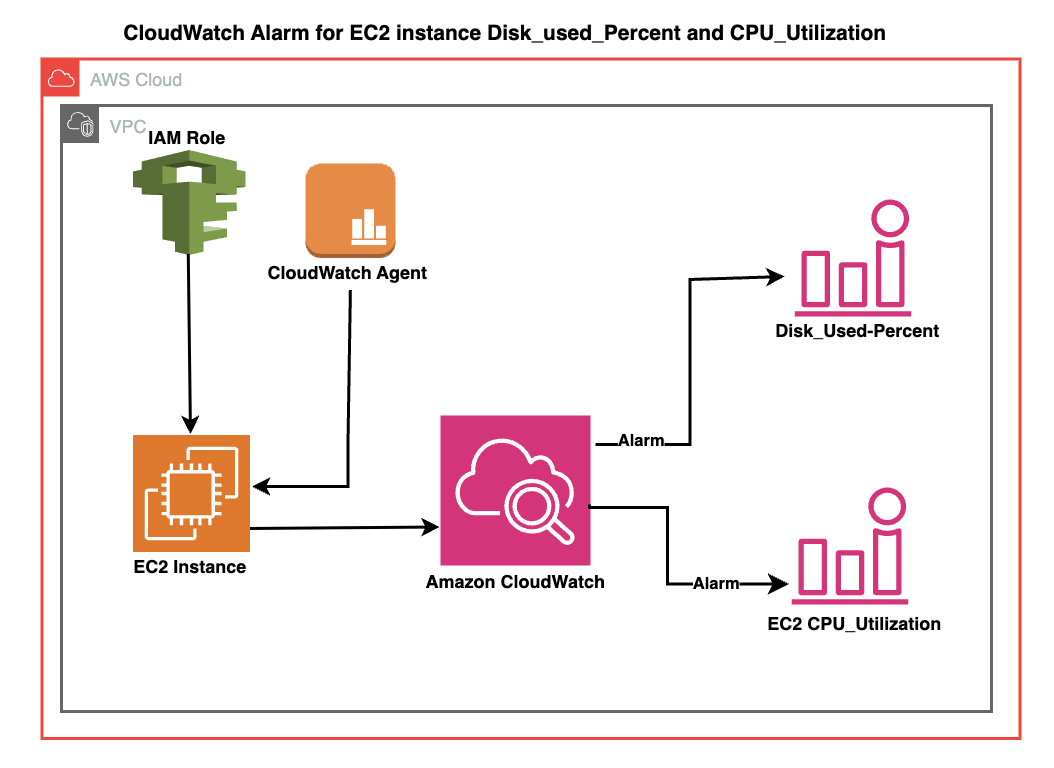 CloudWatch Alarm for EC2 instance Disk_used_Percent and CPU_Utilization
AWS Cloud
VPC
IAM Role
CloudWatch Agent
Disk_Used-Percent
Alarm
EC2 Instance
Amazon CloudWatch
Alarm
EC2 CPU_Utilization